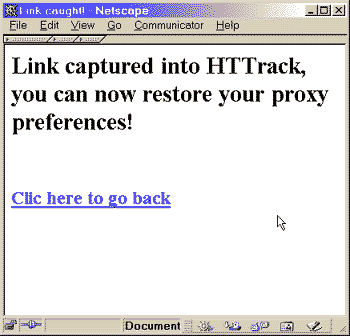 Link caught! - Netscape
File Edit View Go Communicator Help
Link captured into HTTrack,
you can now restore your proxy
preferences!
Clic here to go back
Document